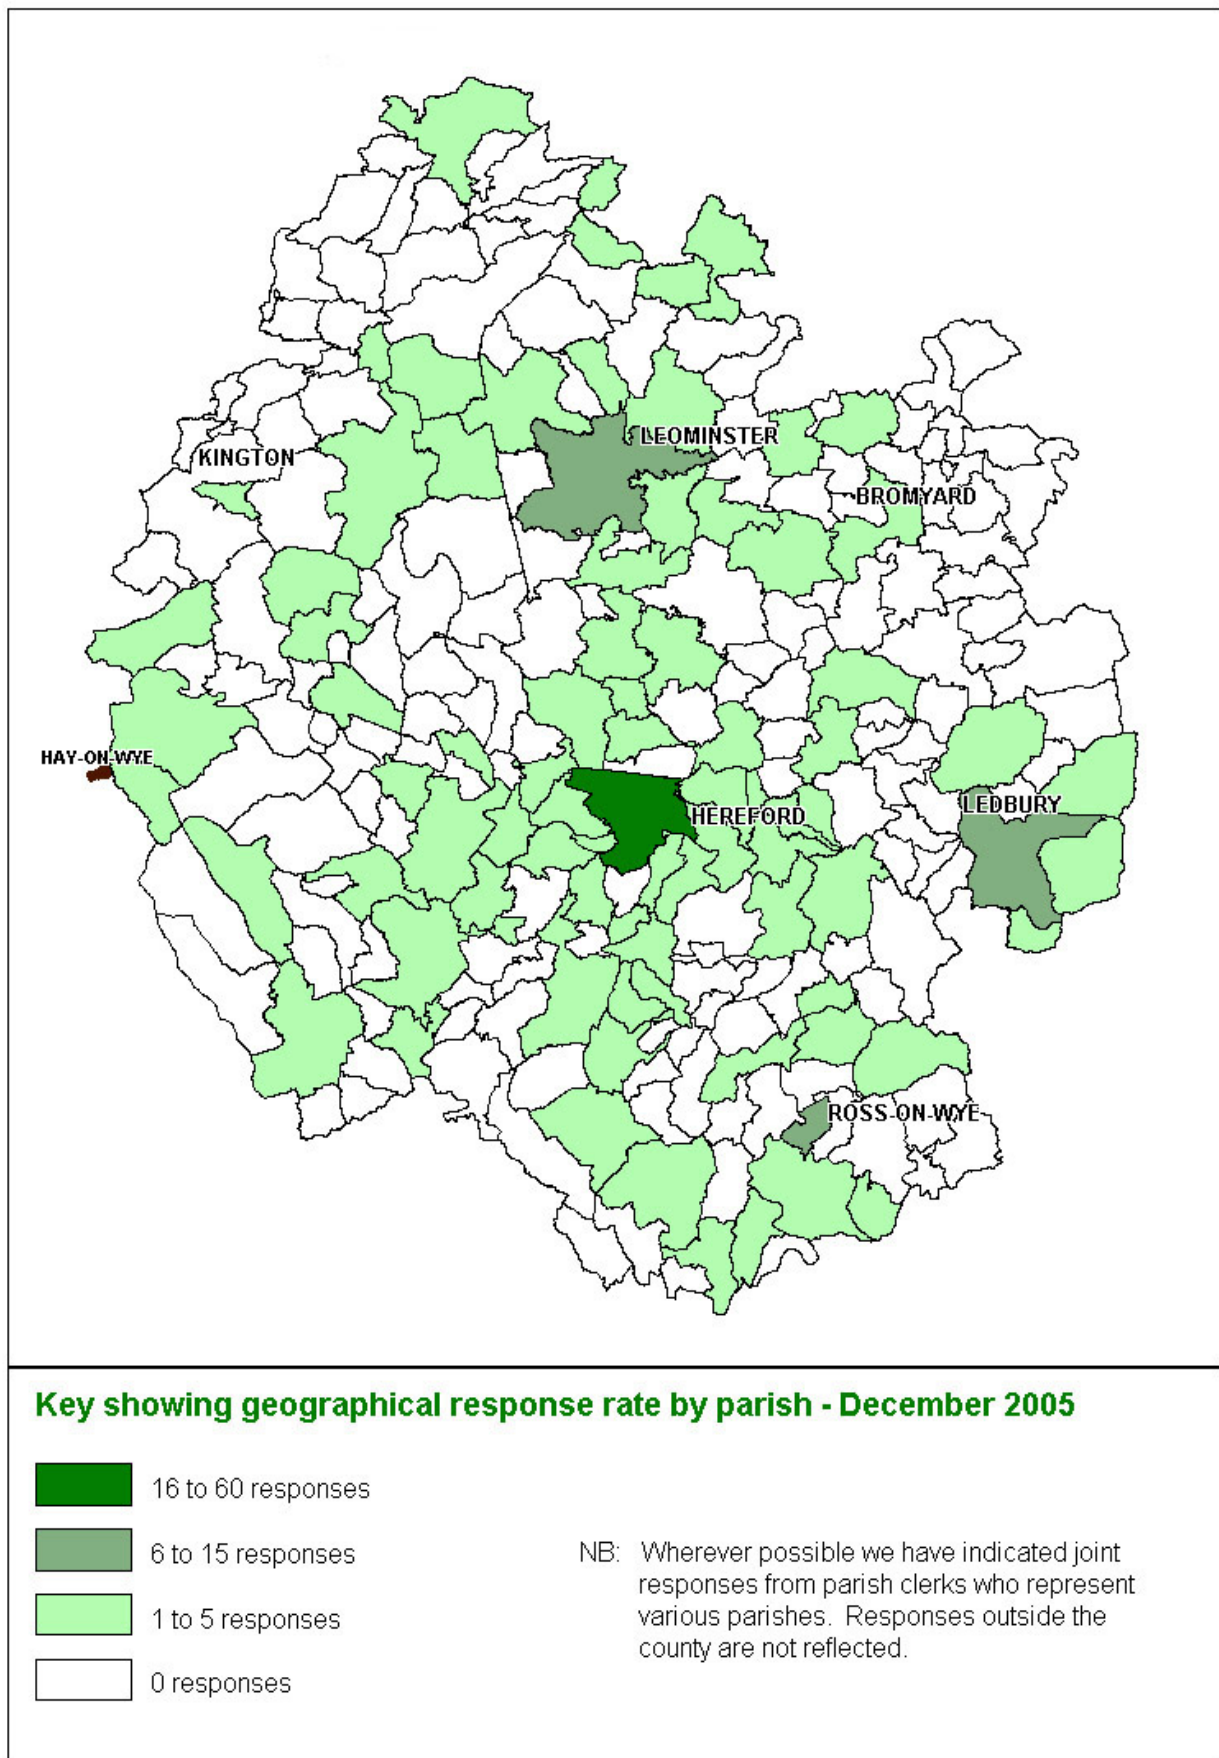 LEOMINSTER
KINGTON
BROMYARD
HAY-ON-WYE
LEDBURY
HEREFORD
ROSS-ON-WYE
Key showing geographical response rate by parish - December 2005
16 to 60 responses
6 to 15 responses
1 to 5 responses
0 responses
NB: Wherever possible we have indicated joint
responses from parish clerks who represent
various parishes. Responses outside the
county are not reflected.